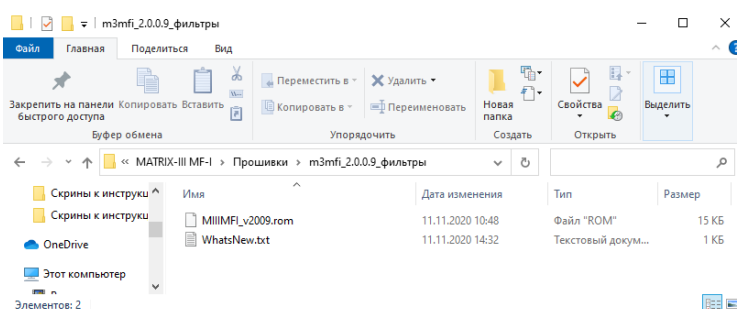 m3mfi_2.0.0.9_фильтры
Файл Главная Поделиться Вид
Закрепить на панели быстрого доступа
Копировать
Вставить
Переместить в
Копировать в
Удалить
Переименовать
Новая папка
Свойства
Выделить
Буфер обмена Упорядочить Создать Открыть
« MATRIX-III MF-I > Прошивки > m3mfi_2.0.0.9_фильтры
Имя Дата изменения Тип Размер
Скрины к инструкц
Скрины к инструкц
OneDrive
Этот компьютер
MIIIMFI_v2009.rom 11.11.2020 10:48 Файл "ROM" 15 КБ
WhatsNew.txt 11.11.2020 14:32 Текстовый докум... 1 КБ
Элементов: 2